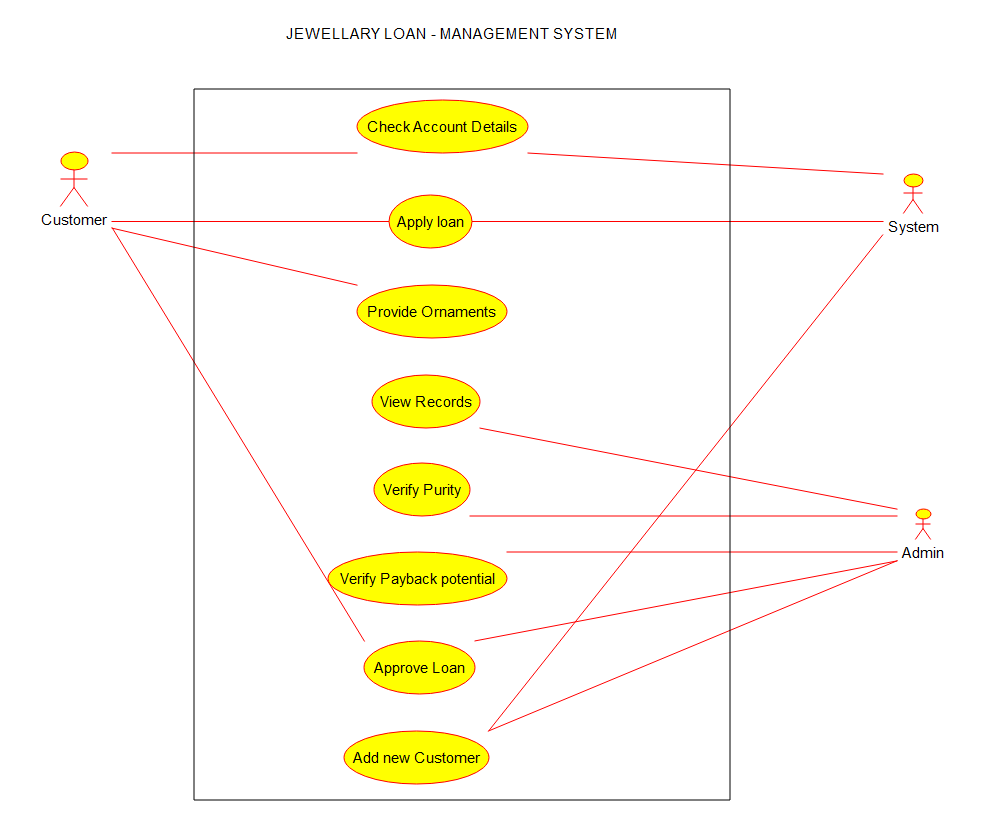 JEWELLARY LOAN - MANAGEMENT SYSTEM
Check Account Details
Customer
Apply loan
System
Provide Ornaments
View Records
Verify Purity
Admin
Verify Payback potential
Approve Loan
Add new Customer